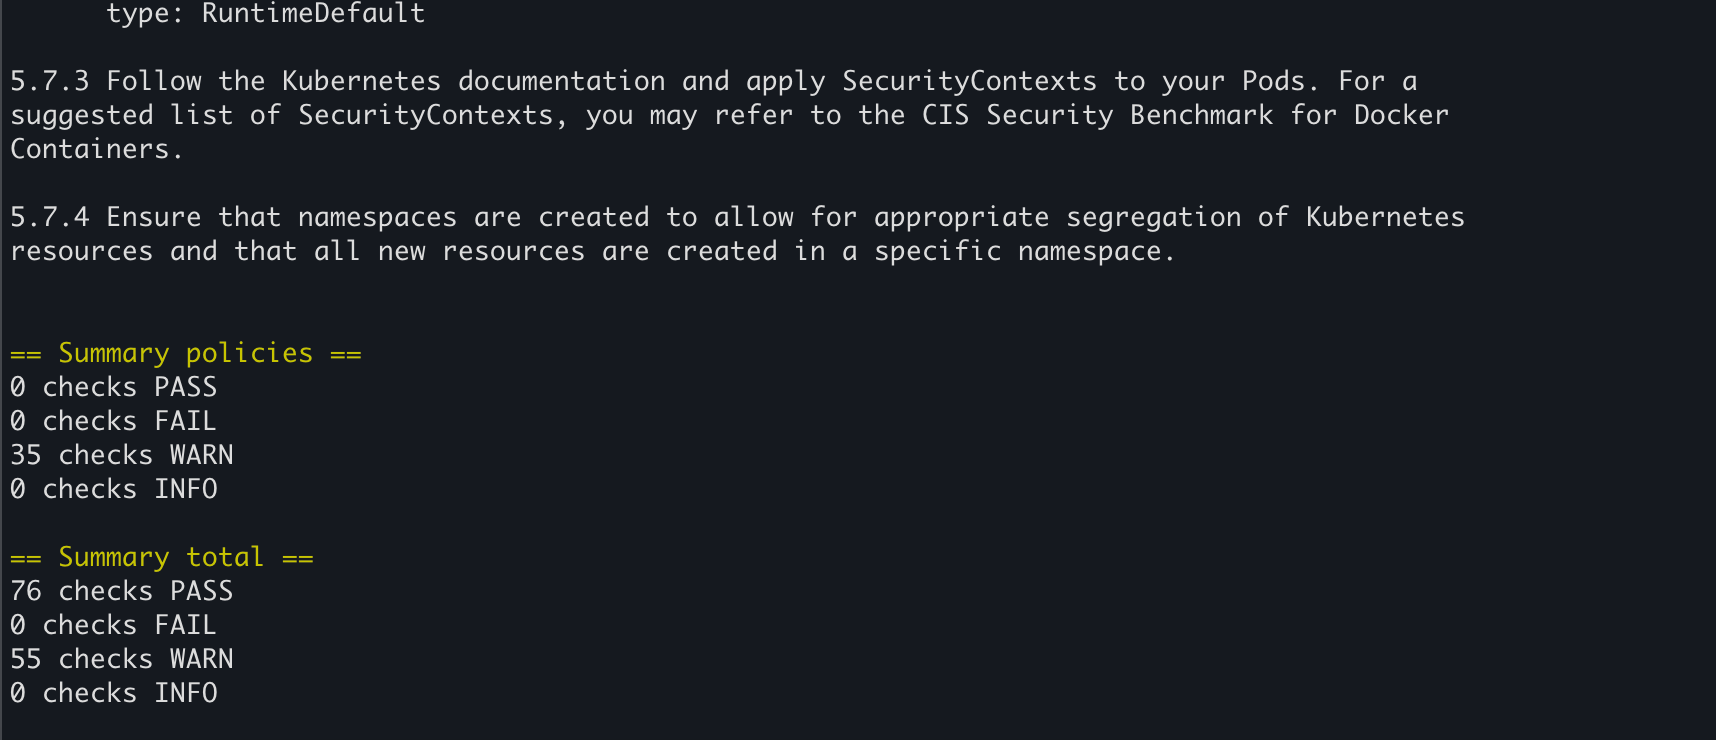 type: RuntimeDefault
5.7.3 Follow the Kubernetes documentation and apply SecurityContexts to your Pods. For a
suggested list of SecurityContexts, you may refer to the CIS Security Benchmark for Docker
Containers.
5.7.4 Ensure that namespaces are created to allow for appropriate segregation of Kubernetes
resources and that all new resources are created in a specific namespace.
== Summary policies ==
0 checks PASS
0 checks FAIL
35 checks WARN
0 checks INFO
== Summary total ==
76 checks PASS
0 checks FAIL
55 checks WARN
0 checks INFO